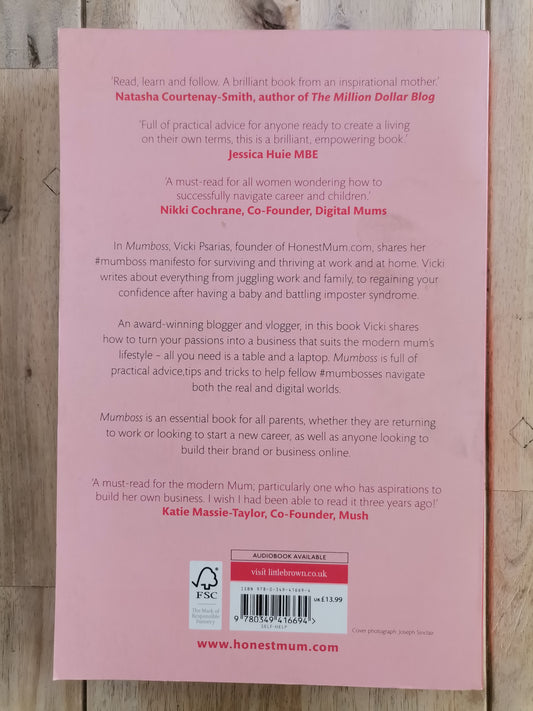 'Read, learn and follow. A brilliant book from an inspirational mother.'
Natasha Courtenay-Smith, author of The Million Dollar Blog
'Full of practical advice for anyone ready to create a living
on their own terms, this is a brilliant, empowering book.'
Jessica Huie MBE
'A must-read for all women wondering how to
successfully navigate career and children.'
Nikki Cochrane, Co-Founder, Digital Mums
In Mumboss, Vicki Psarias, founder of HonestMum.com, shares her
#mumboss manifesto for surviving and thriving at work and at home. Vicki
writes about everything from juggling work and family, to regaining your
confidence after having a baby and battling imposter syndrome.
An award-winning blogger and vlogger, in this book Vicki shares
how to turn your passions into a business that suits the modern mum's
lifestyle – all you need is a table and a laptop. Mumboss is full of
practical advice,tips and tricks to help fellow #mumbosses navigate
both the real and digital worlds.
Mumboss is an essential book for all parents, whether they are returning
to work or looking to start a new career, as well as anyone looking to
build their brand or business online.
'A must-read for the modern Mum, particularly one who has aspirations to
build her own business. I wish I had been able to read it three years ago!'
Katie Massie-Taylor, Co-Founder, Mush
AUDIOBOOK AVAILABLE
visit littlebrown.co.uk
ISBN 978-0-349-41669-4
UK £13.99
9 780349 416694 >
SELF-HELP
FSC
The Mark of
Responsible
Forestry
Cover photograph: Joseph Sinclair
www.honestmum.com